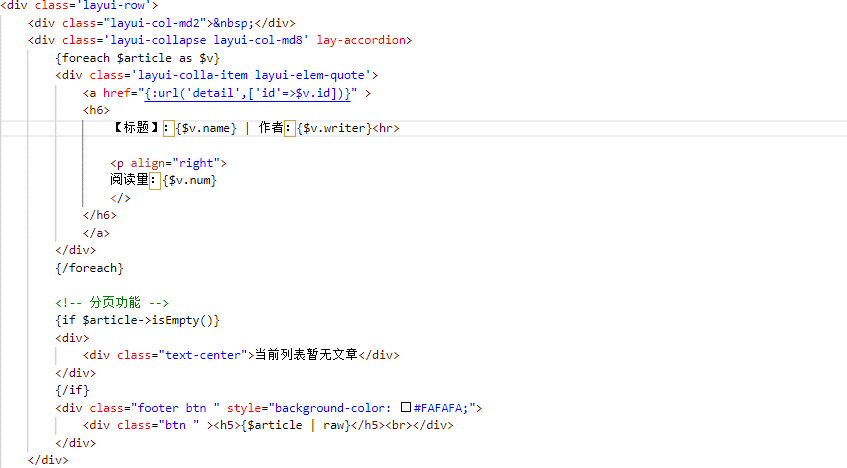 <div class='layui-row'>
<div class="layui-col-md2">&nbsp;</div>
<div class='layui-collapse layui-col-md8' lay-accordion>
{foreach $article as $v}
<div class='layui-colla-item layui-elem-quote'>
<a href="{:url('detail',['id'=>$v.id])}" >
<h6>
【标题】：{$v.name} | 作者：{$v.writer}<hr>
<p align="right">
阅读量：{$v.num}
</>
</h6>
</a>
</div>
{/foreach}
<!-- 分页功能 -->
{if $article->isEmpty()}
<div>
<div class="text-center">当前列表暂无文章</div>
</div>
{/if}
<div class="footer btn " style="background-color: #FAFAFA;">
<div class="btn " ><h5>{$article | raw}</h5><br></div>
</div>
</div>